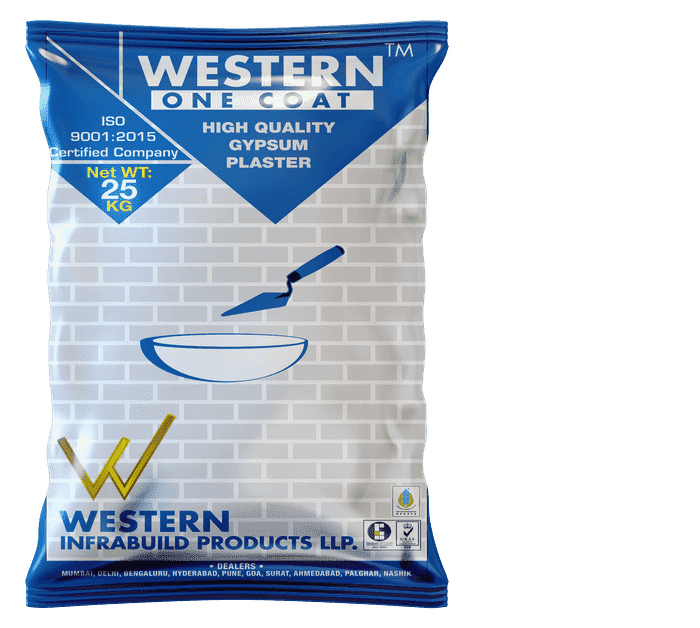 WESTERN TM
ONE COAT
HIGH QUALITY
GYPSUM
PLASTER
ISO
9001:2015
Certified Company
Net WT:
25
KG
WESTERN
INFRABUILD PRODUCTS LLP.
• DEALERS •
MUMBAI, DELHI, BENGALURU, HYDERABAD, PUNE, GOA, SURAT, AHMEDABAD, PALGHAR, NASHIK